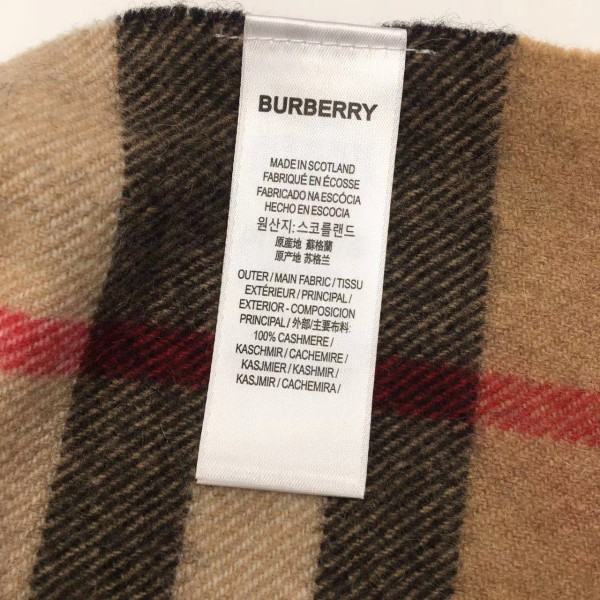 BURBERRY
MADE IN SCOTLAND
FABRIQUÉ EN ÉCOSSE
FABRICADO NA ESCÓCIA
HECHO EN ESCOCIA
원산지: 스코틀랜드
原産地 蘇格蘭
原产地 苏格兰
OUTER / MAIN FABRIC / TISSU
EXTÉRIEUR / PRINCIPAL /
EXTERIOR - COMPOSICION
PRINCIPAL / 外部/主要布料:
100% CASHMERE /
KASCHMIR / CACHEMIRE /
KASJMIER / KASHMIR /
KASJMIR / CACHEMIRA /